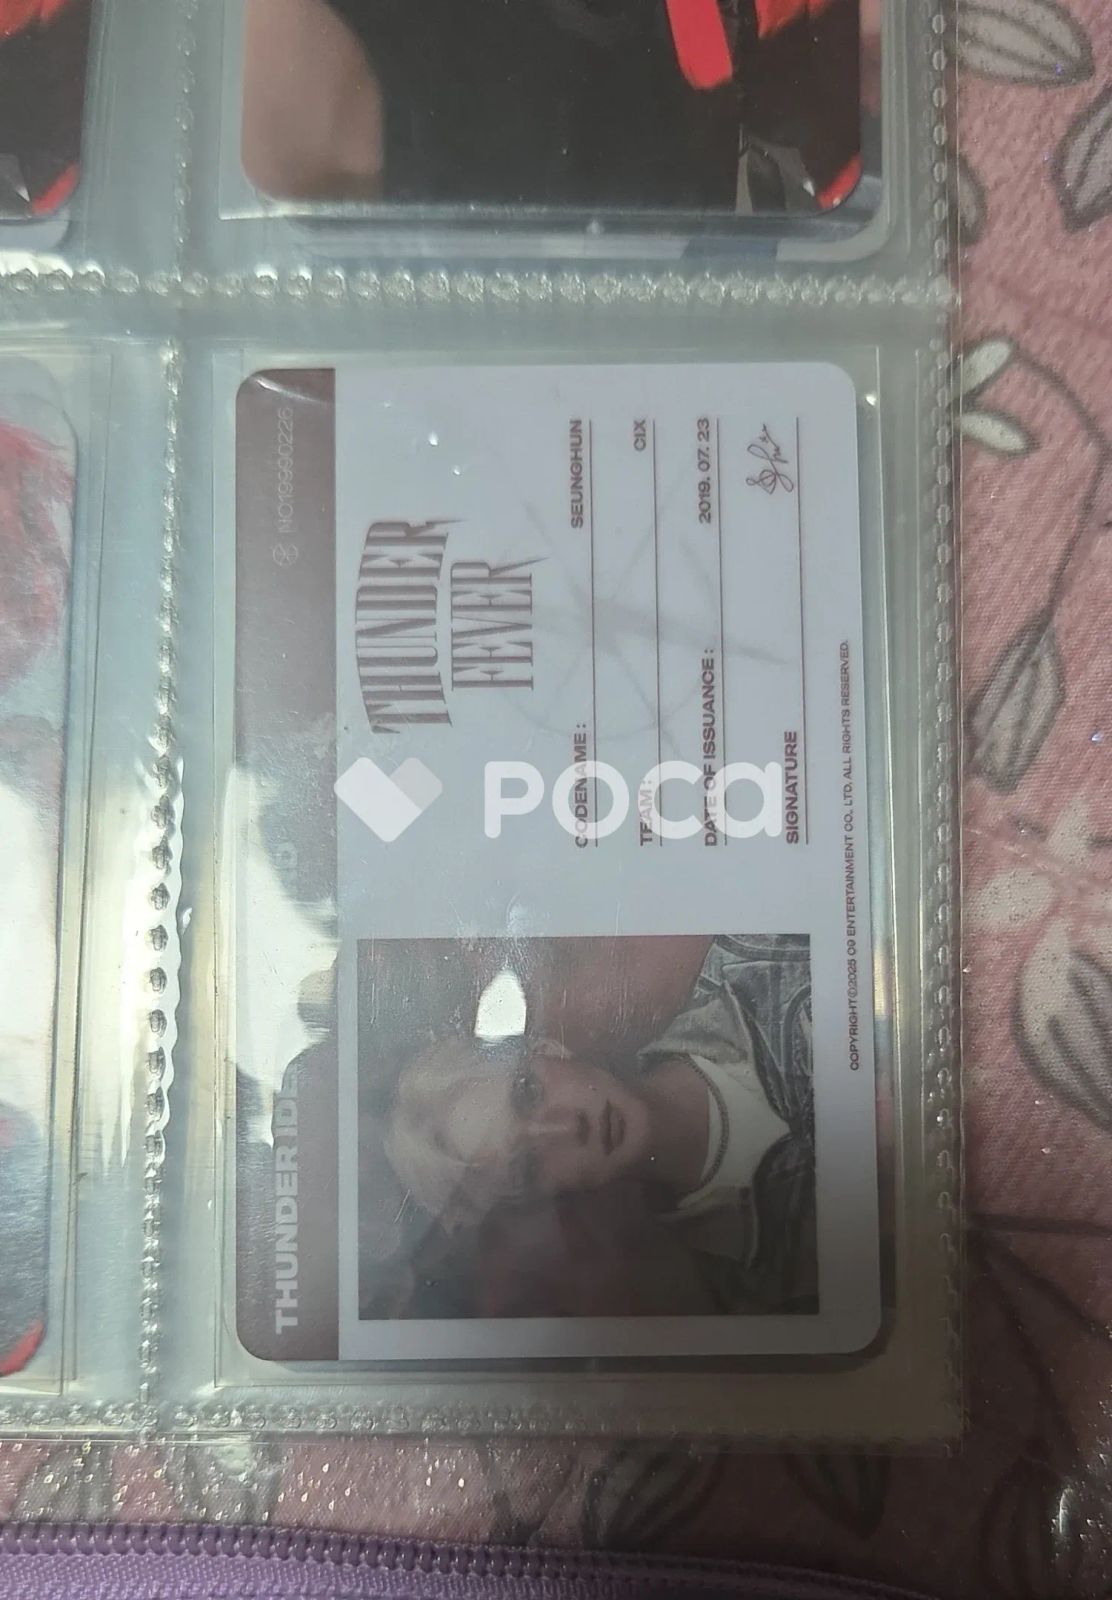 THUNDER ID
NO19990226
THUNDER
FEVER
CODENAME : SEUNGHUN
TEAM : CIX
DATE OF ISSUANCE : 2019. 07. 23
SIGNATURE
COPYRIGHT©2025 C9 ENTERTAINMENT CO., LTD. ALL RIGHTS RESERVED.
POCA